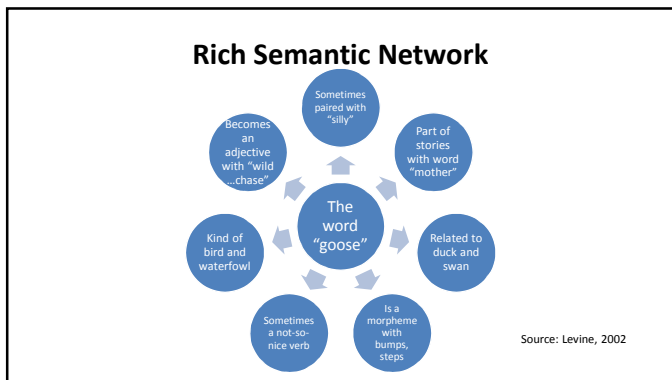 Rich Semantic Network
Sometimes
paired with
“silly”
Part of
stories
with word
“mother”
Related to
duck and
swan
Is a
morpheme
with
bumps,
steps
Sometimes
a not-so-
nice verb
Kind of
bird and
waterfowl
Becomes
an
adjective
with “wild
...chase”
The
word
“goose”
Source: Levine, 2002